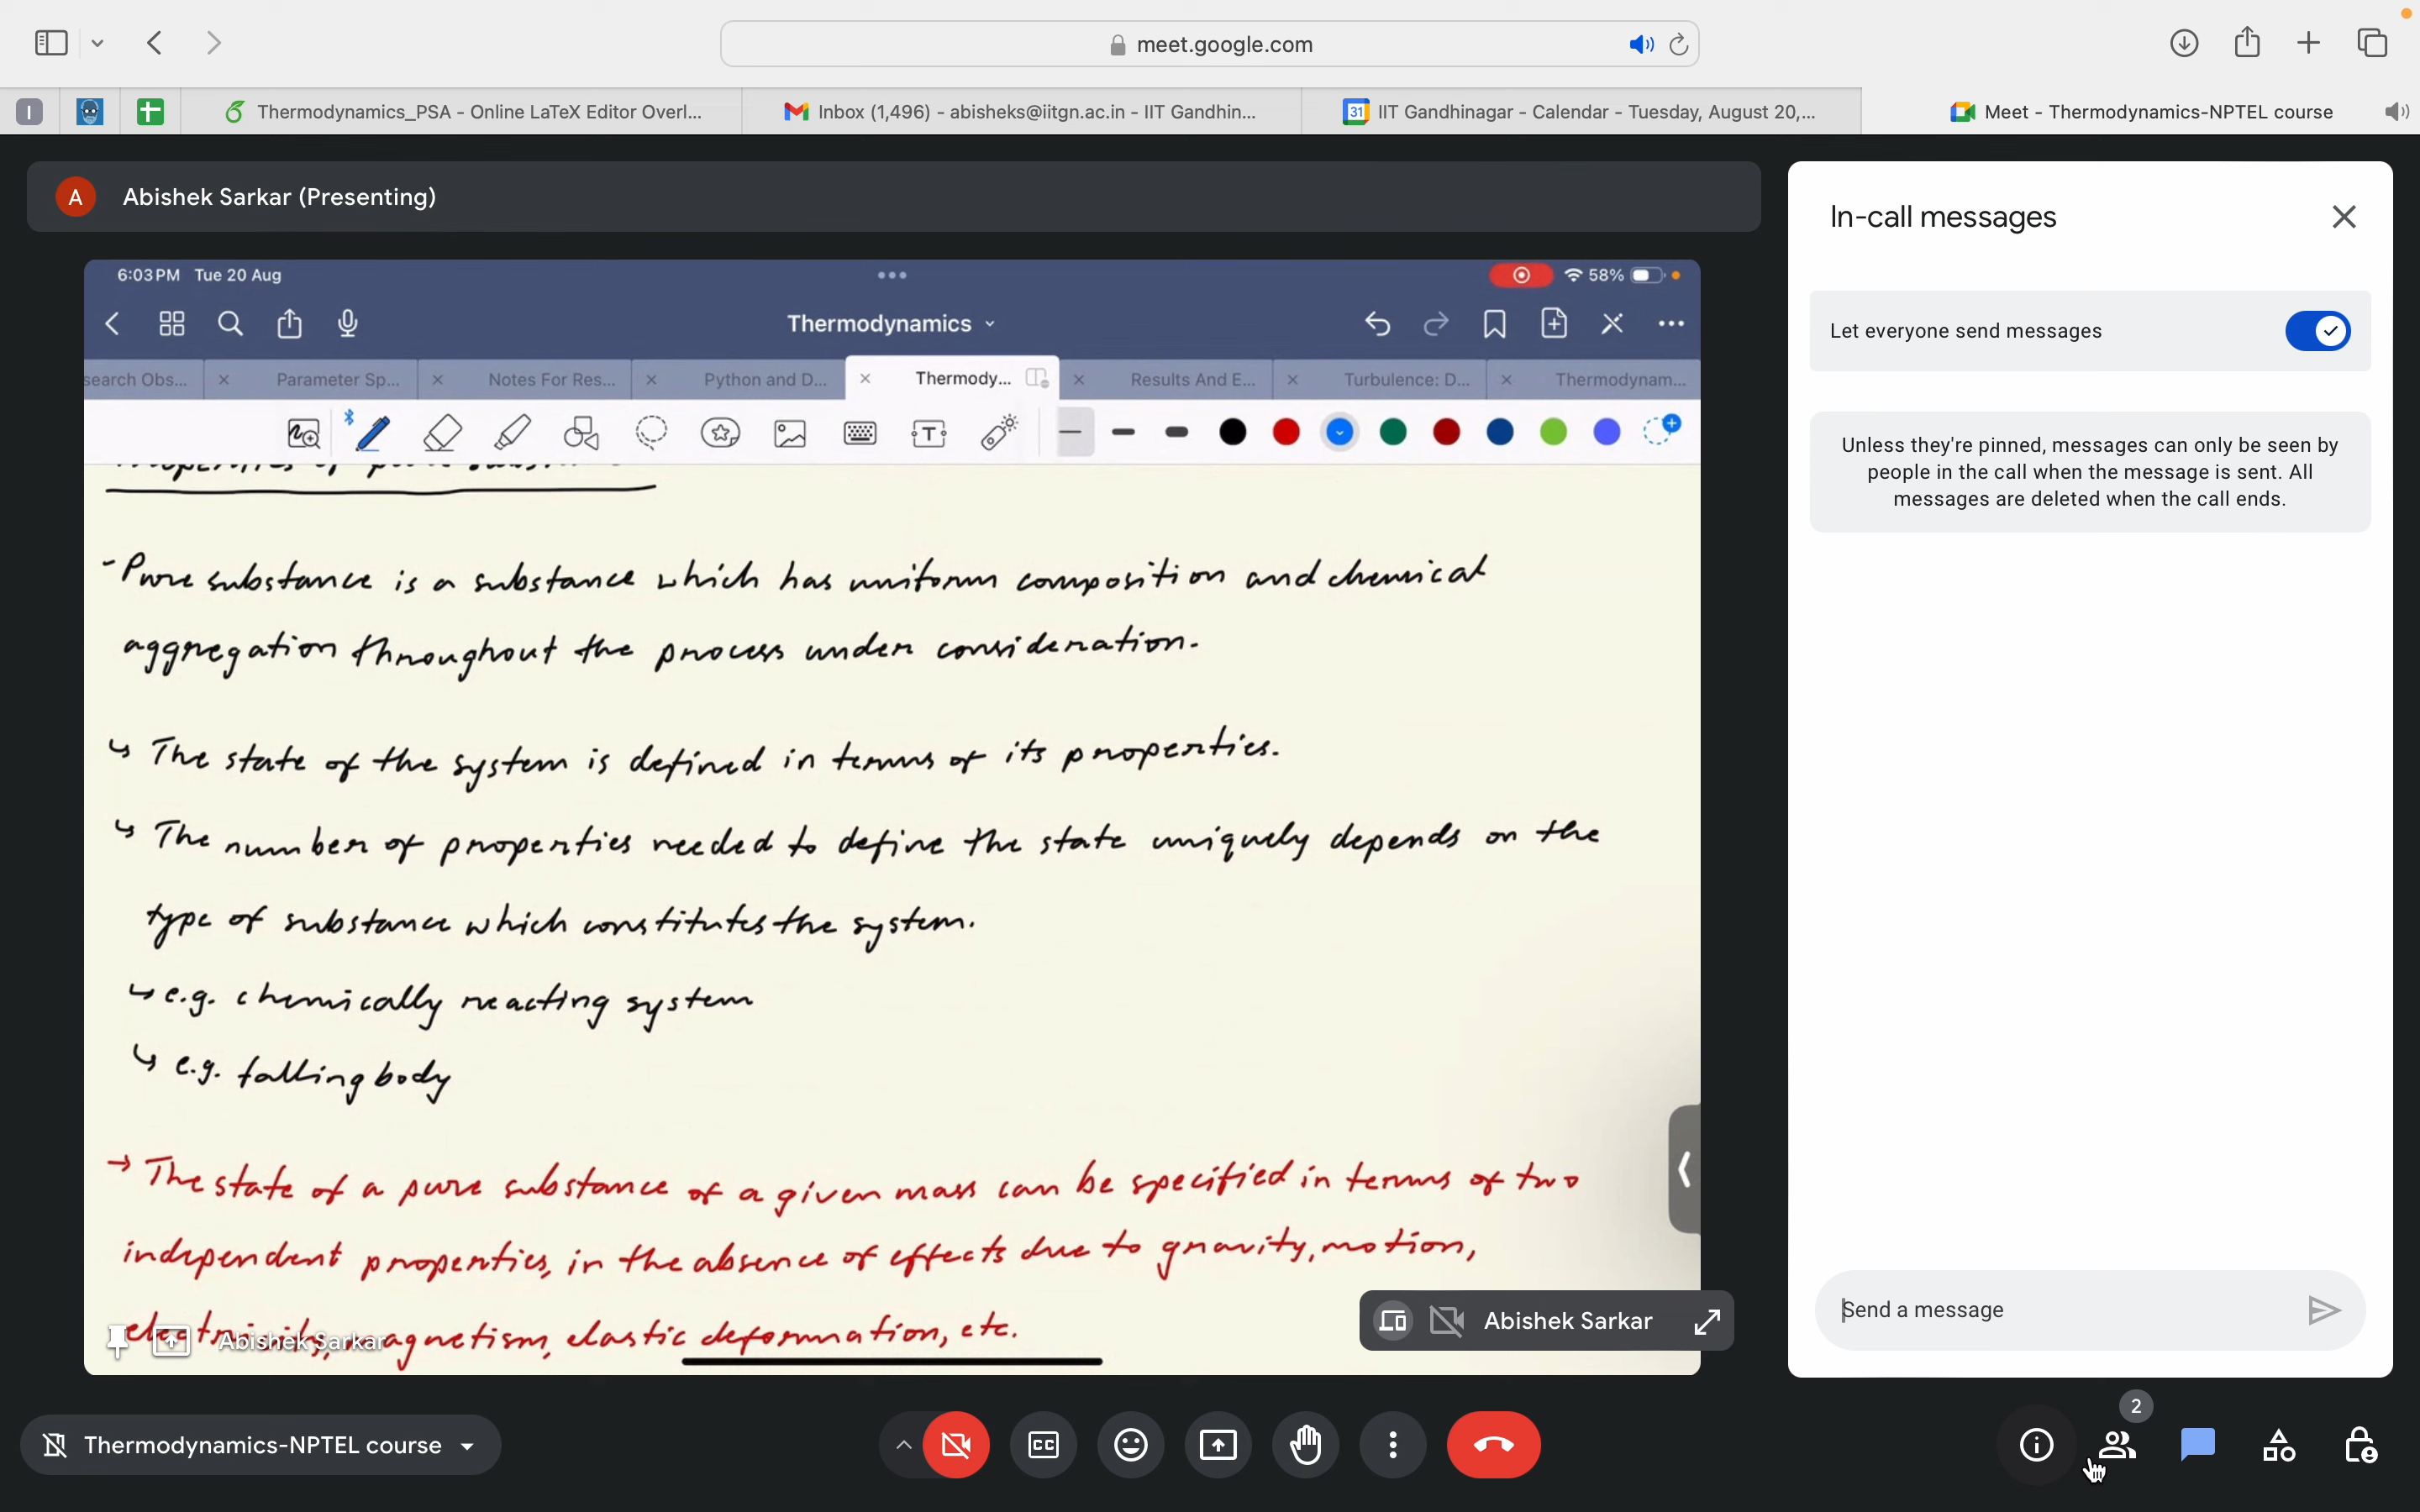 meet.google.com
I
Thermodynamics_PSA - Online LaTeX Editor Overl...
Inbox (1,496) - abisheks@iitgn.ac.in - IIT Gandhin...
31
IIT Gandhinagar - Calendar - Tuesday, August 20,...
Meet - Thermodynamics-NPTEL course
A
Abishek Sarkar (Presenting)
6:03 PM Tue 20 Aug
58%
Thermodynamics
search Obs...
Parameter Sp...
Notes For Res...
Python and D...
Thermody...
Results And E...
Turbulence: D...
Thermodynam...
T
Properties of pure substance
- Pure substance is a substance which has uniform composition and chemical
aggregation throughout the process under consideration.
↳ The state of the system is defined in terms of its properties.
↳ The number of properties needed to define the state uniquely depends on the
type of substance which constitutes the system.
↳ e.g. chemically reacting system
↳ e.g. falling body
→ The state of a pure substance of a given mass can be specified in terms of two
independent properties, in the absence of effects due to gravity, motion,
electricity, magnetism, elastic deformation, etc.
Abishek Sarkar
Abishek Sarkar
In-call messages
Let everyone send messages
Unless they're pinned, messages can only be seen by
people in the call when the message is sent. All
messages are deleted when the call ends.
Send a message
Thermodynamics-NPTEL course
CC
2